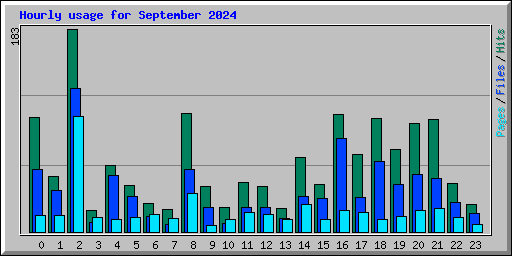 Hourly usage for September 2024
183
Pages / Files / Hits
0 1 2 3 4 5 6 7 8 9 10 11 12 13 14 15 16 17 18 19 20 21 22 23